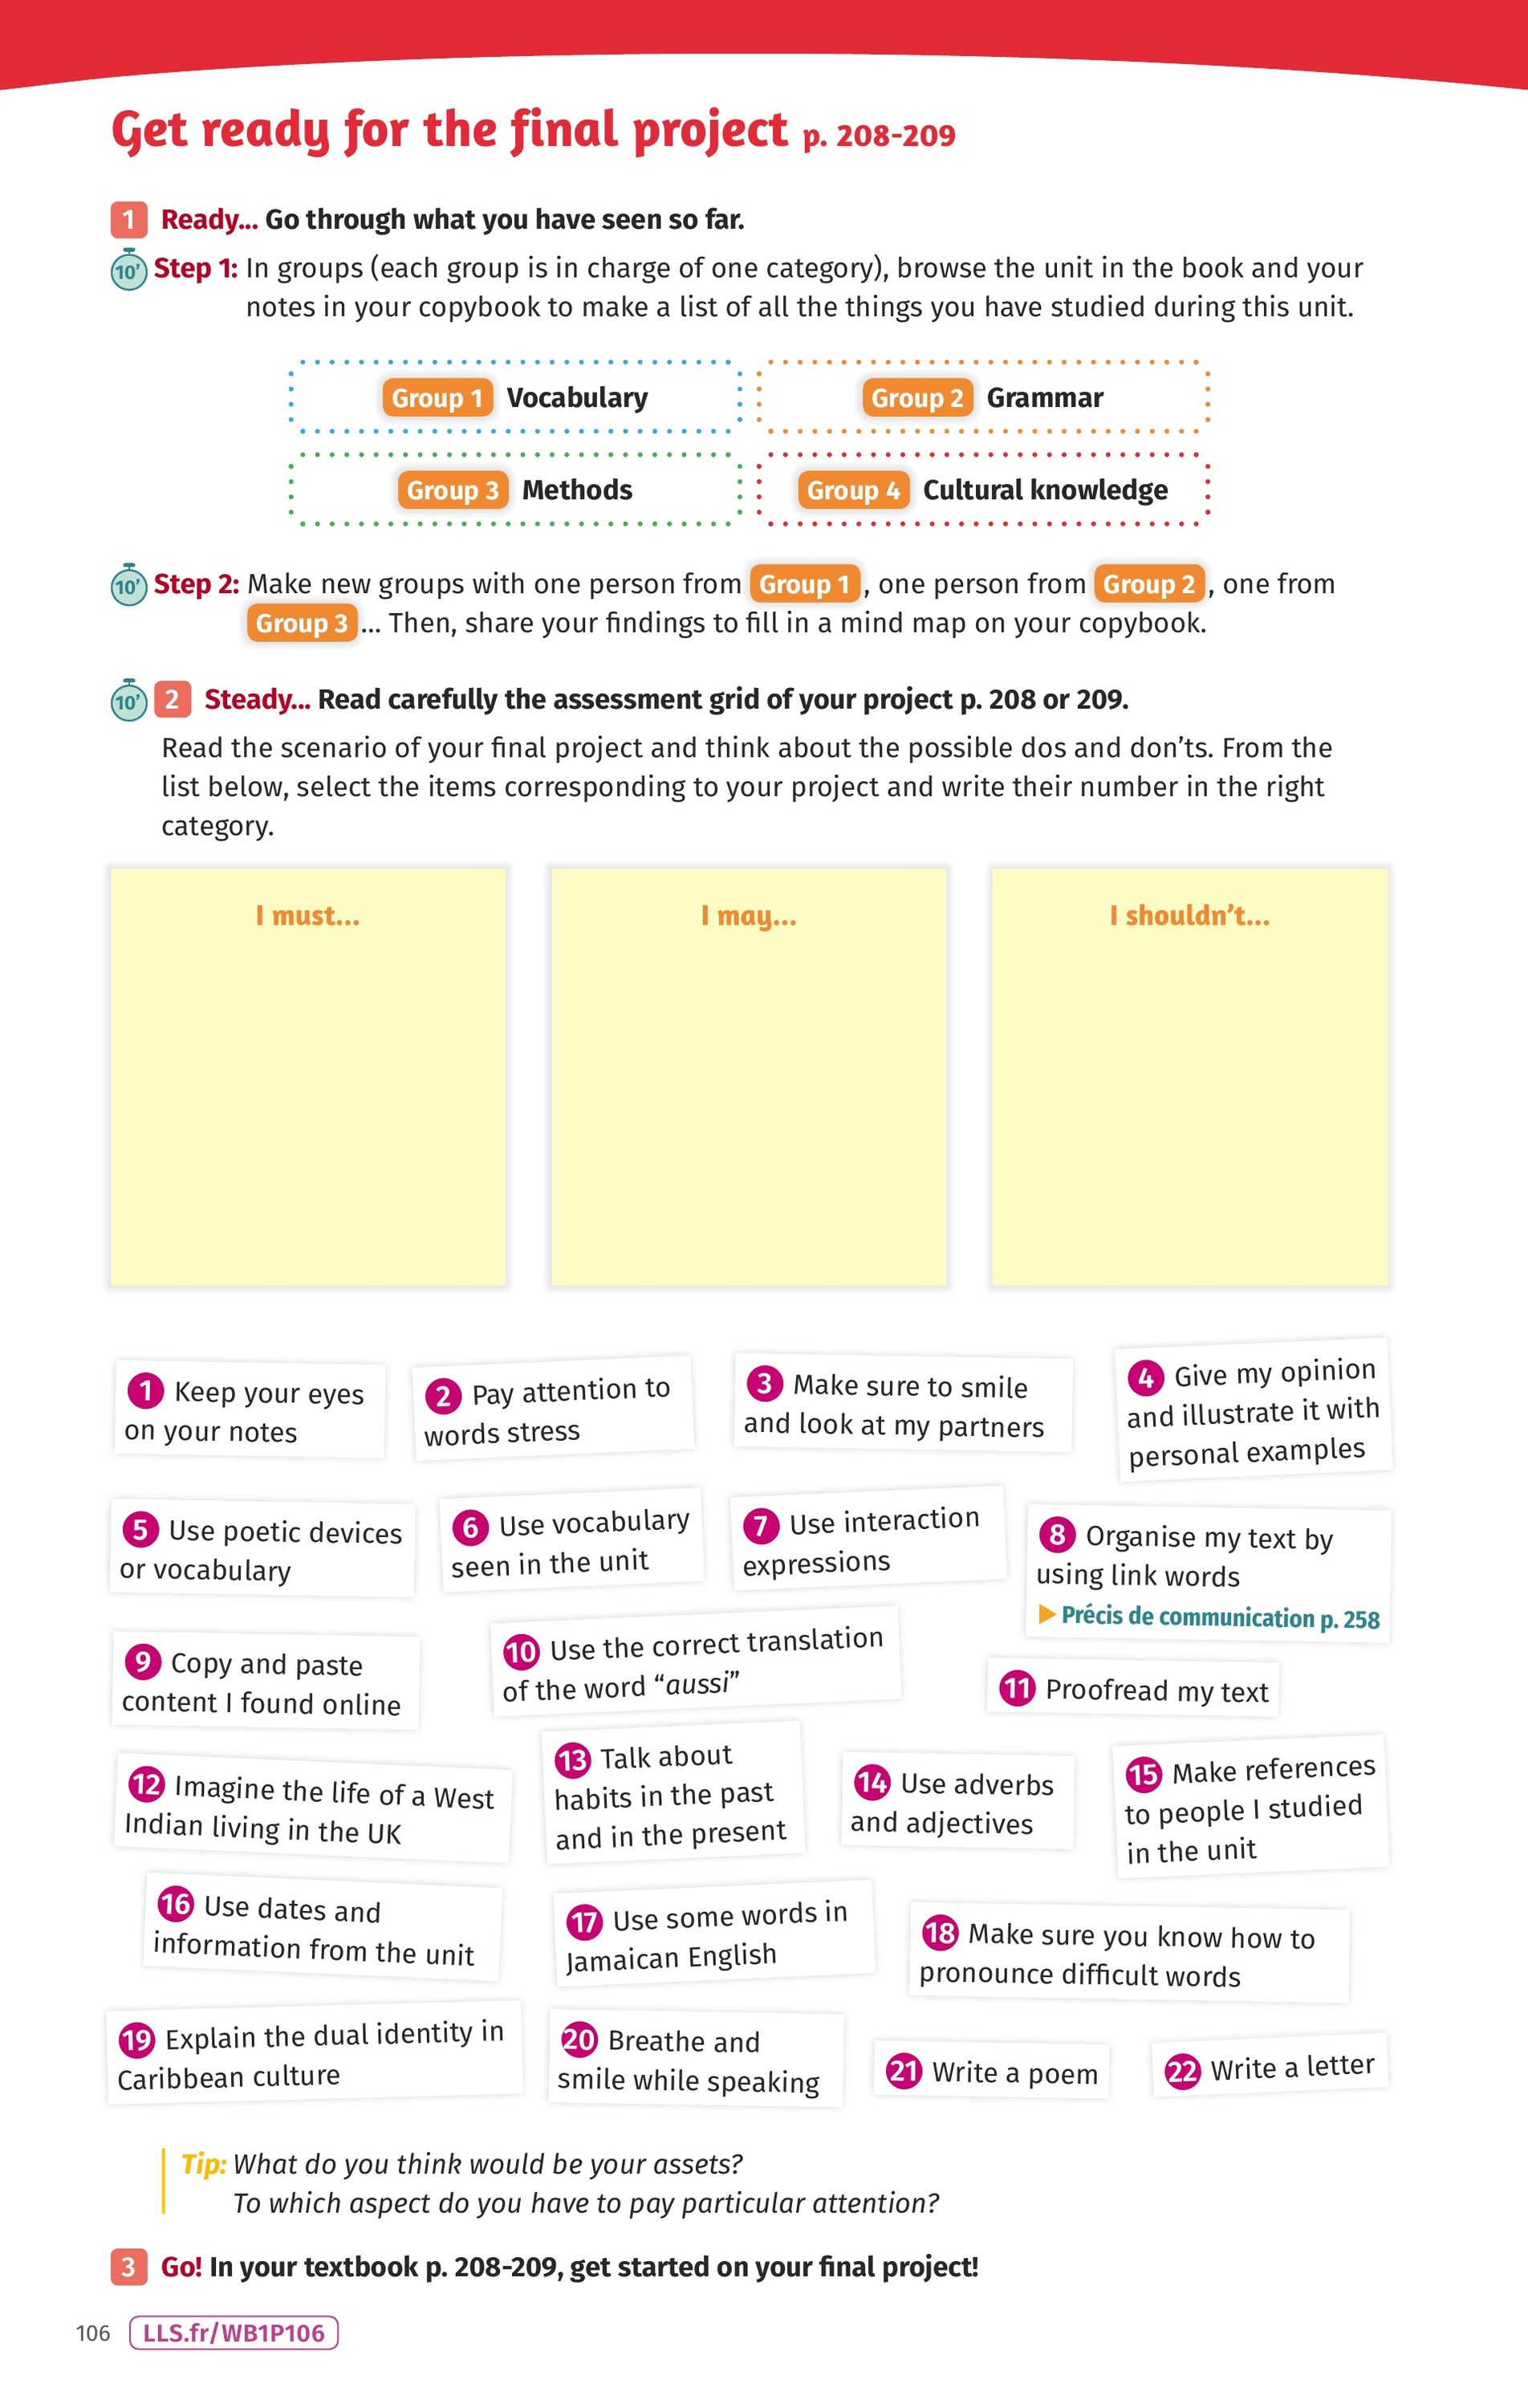 Get ready for the final project p. 208-209
1 Ready... Go through what you have seen so far.
10' Step 1: In groups (each group is in charge of one category), browse the unit in the book and your
notes in your copybook to make a list of all the things you have studied during this unit.
Group 1 Vocabulary
Group 2 Grammar
Group 3 Methods
Group 4 Cultural knowledge
10' Step 2: Make new groups with one person from Group 1, one person from Group 2, one from
Group 3... Then, share your findings to fill in a mind map on your copybook.
10' 2 Steady... Read carefully the assessment grid of your project p. 208 or 209.
Read the scenario of your final project and think about the possible dos and don'ts. From the
list below, select the items corresponding to your project and write their number in the right
category.
I must...
I may...
I shouldn't...
1 Keep your eyes
on your notes
2 Pay attention to
words stress
3 Make sure to smile
and look at my partners
4 Give my opinion
and illustrate it with
personal examples
5 Use poetic devices
or vocabulary
6 Use vocabulary
seen in the unit
7 Use interaction
expressions
8 Organise my text by
using link words
▶ Précis de communication p. 258
9 Copy and paste
content I found online
10 Use the correct translation
of the word "aussi"
11 Proofread my text
12 Imagine the life of a West
Indian living in the UK
13 Talk about
habits in the past
and in the present
14 Use adverbs
and adjectives
15 Make references
to people I studied
in the unit
16 Use dates and
information from the unit
17 Use some words in
Jamaican English
18 Make sure you know how to
pronounce difficult words
19 Explain the dual identity in
Caribbean culture
20 Breathe and
smile while speaking
21 Write a poem
22 Write a letter
Tip: What do you think would be your assets?
To which aspect do you have to pay particular attention?
3 Go! In your textbook p. 208-209, get started on your final project!
106 LLS.fr/WB1P106